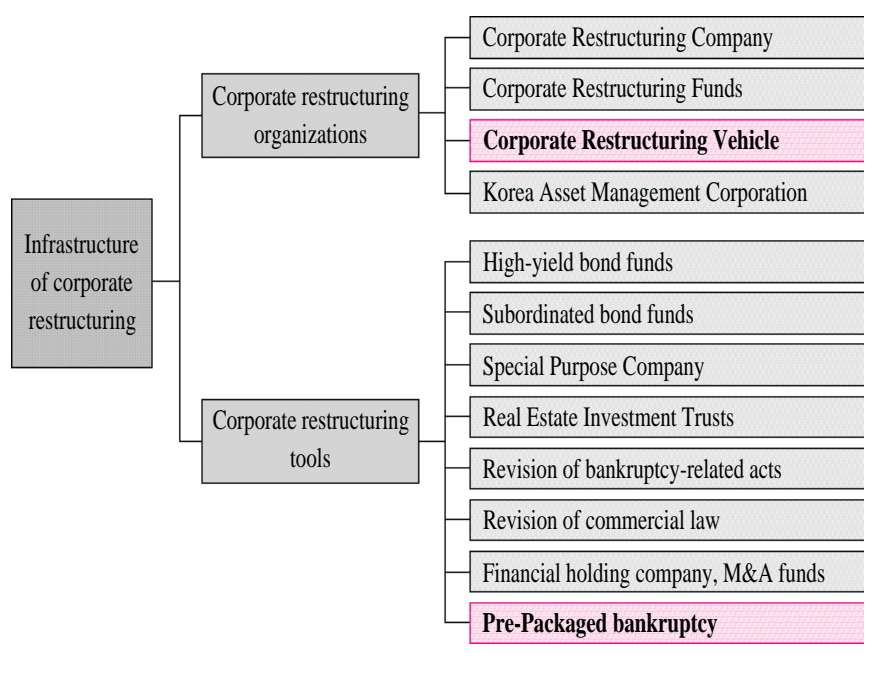 Infrastructure
of corporate
restructuring
Corporate restructuring
organizations
Corporate Restructuring Company
Corporate Restructuring Funds
Corporate Restructuring Vehicle
Korea Asset Management Corporation
Corporate restructuring
tools
High-yield bond funds
Subordinated bond funds
Special Purpose Company
Real Estate Investment Trusts
Revision of bankruptcy-related acts
Revision of commercial law
Financial holding company, M&A funds
Pre-Packaged bankruptcy